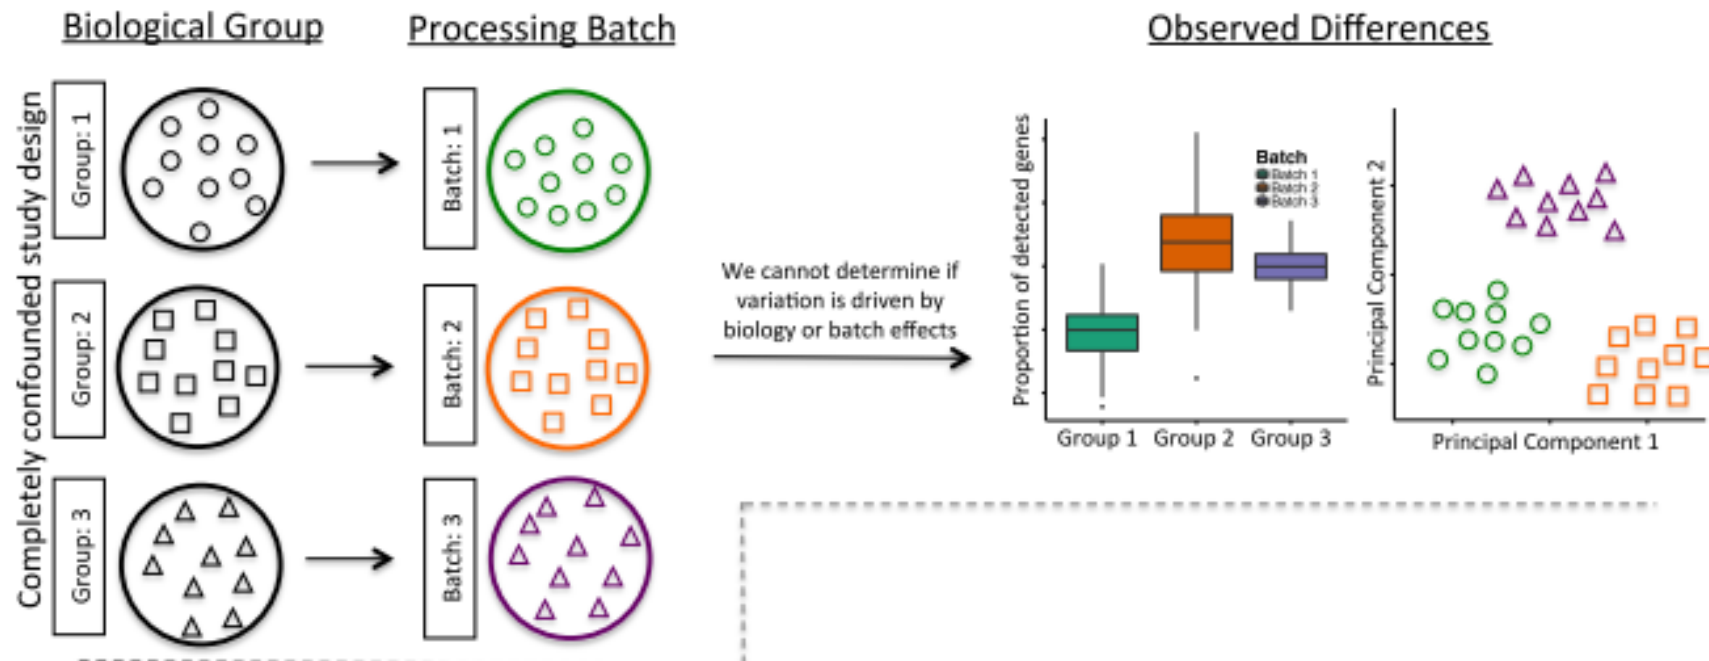 Biological Group
Processing Batch
Observed Differences
Completely confounded study design
Group: 1
Batch: 1
Group: 2
Batch: 2
Group: 3
Batch: 3
We cannot determine if
variation is driven by
biology or batch effects
Proportion of detected genes
Batch
Batch 1
Batch 2
Batch 3
Group 1
Group 2
Group 3
Principal Component 2
Principal Component 1